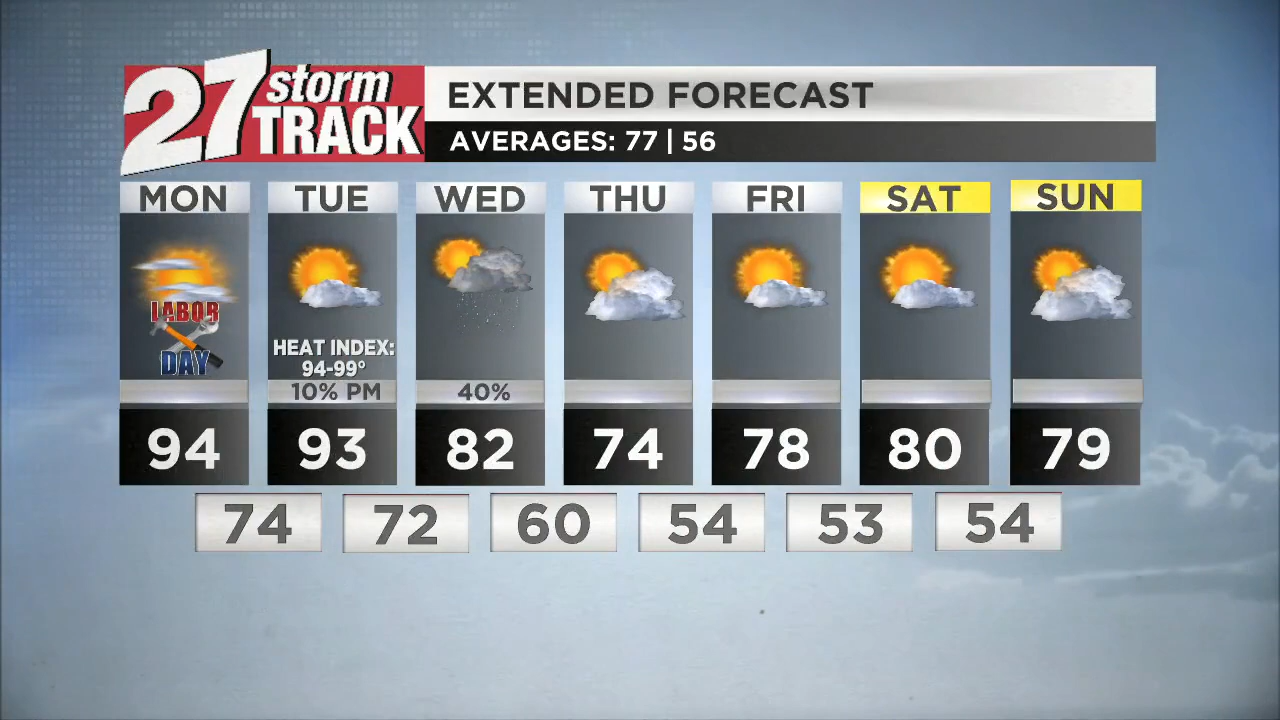 27 storm TRACK
EXTENDED FORECAST
AVERAGES: 77 | 56
MON TUE WED THU FRI SAT SUN
LABOR
DAY
HEAT INDEX:
94-99°
10% PM 40%
94 93 82 74 78 80 79
74 72 60 54 53 54